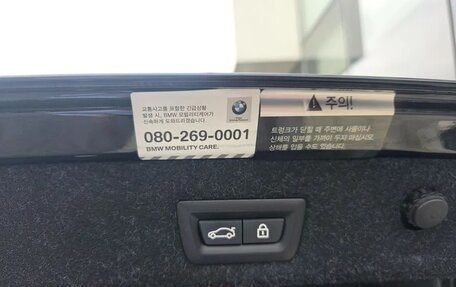 교통사고를 포함한 긴급상황
발생 시, BMW 모빌리티케어가
신속하게 도와드리겠습니다.
080-269-0001
BMW MOBILITY CARE.
주의!
트렁크가 닫힐 때 주변에 사물이나
신체의 일부를 가까이 두지 마십시오.
상해를 입을 수도 있습니다.